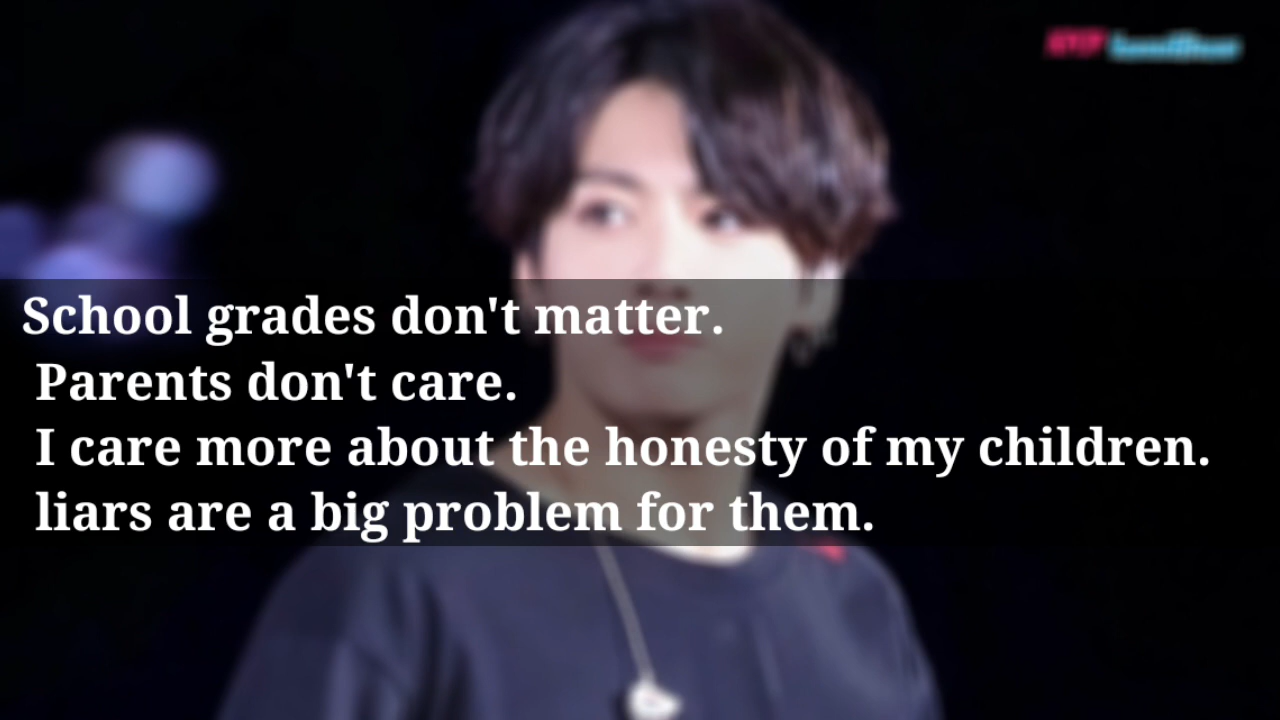 School grades don't matter.
Parents don't care.
I care more about the honesty of my children.
liars are a big problem for them.